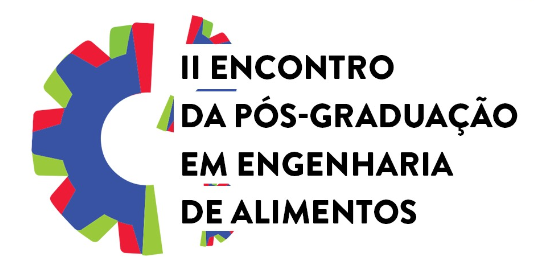 II ENCONTRO
DA PÓS-GRADUAÇÃO
EM ENGENHARIA
DE ALIMENTOS